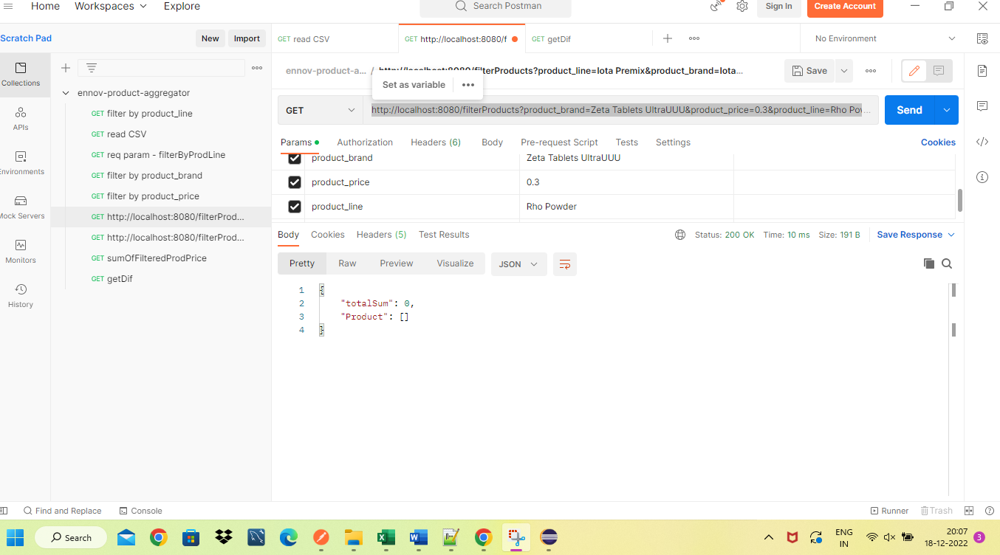 Home Workspaces Explore Search Postman Sign In Create Account
Scratch Pad New Import
GET read CSV GET http://localhost:8080/f GET getDif No Environment
ennov-product-a... / http://localhost:8080/filterProducts?product_line=Iota Premix&product_brand=Iota...
Save
Set as variable
GET http://localhost:8080/filterProducts?product_brand=Zeta Tablets UltraUUU&product_price=0.3&product_line=Rho Pow...
Send
Params Authorization Headers (6) Body Pre-request Script Tests Settings Cookies
product_brand Zeta Tablets UltraUUU
product_price 0.3
product_line Rho Powder
Body Cookies Headers (5) Test Results Status: 200 OK Time: 10 ms Size: 191 B Save Response
Pretty Raw Preview Visualize JSON
1 {
2 "totalSum": 0,
3 "Product": []
4 }
Collections
APIs
Environments
Mock Servers
Monitors
History
ennov-product-aggregator
GET filter by product_line
GET read CSV
GET req param - filterByProdLine
GET filter by product_brand
GET filter by product_price
GET http://localhost:8080/filterProd...
GET http://localhost:8080/filterProd...
GET sumOfFilteredProdPrice
GET getDif
Find and Replace Console Runner Trash
Search
ENG
IN
20:07
18-12-2022
3